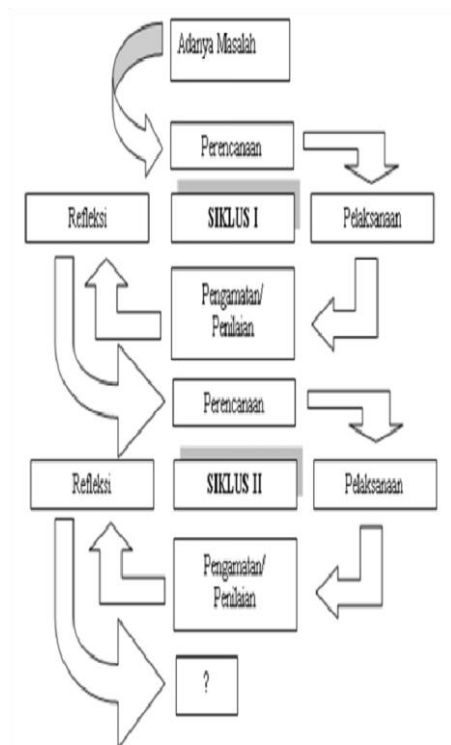 Adanya Masalah
Perencanaan
Refleksi
SIKLUS I
Pelaksanaan
Pengamatan/
Penilaian
Perencanaan
Refleksi
SIKLUS II
Pelaksanaan
Pengamatan/
Penilaian
?